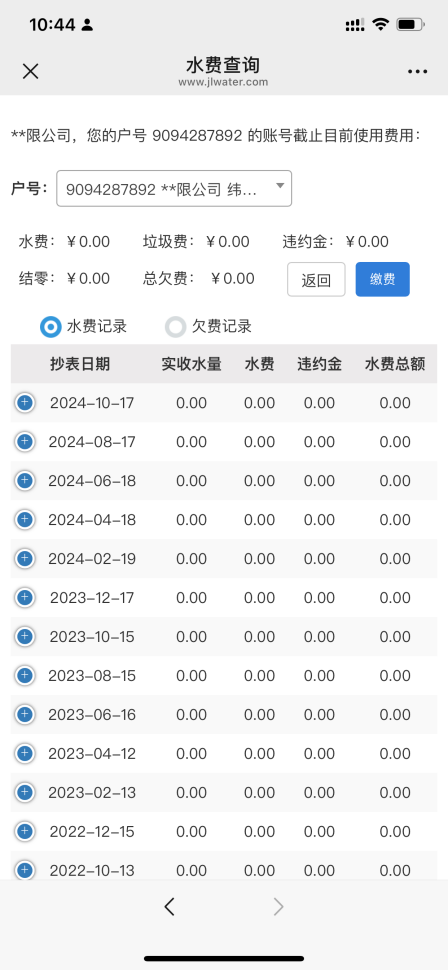 10:44
水费查询
www.jlwater.com
**限公司，您的户号 9094287892 的账号截止目前使用费用：
户号： 9094287892 **限公司 纬...
水费：￥0.00 垃圾费：￥0.00 违约金：￥0.00
结零：￥0.00 总欠费： ￥0.00 返回 缴费
水费记录 欠费记录
抄表日期 实收水量 水费 违约金 水费总额
2024-10-17 0.00 0.00 0.00 0.00
2024-08-17 0.00 0.00 0.00 0.00
2024-06-18 0.00 0.00 0.00 0.00
2024-04-18 0.00 0.00 0.00 0.00
2024-02-19 0.00 0.00 0.00 0.00
2023-12-17 0.00 0.00 0.00 0.00
2023-10-15 0.00 0.00 0.00 0.00
2023-08-15 0.00 0.00 0.00 0.00
2023-06-16 0.00 0.00 0.00 0.00
2023-04-12 0.00 0.00 0.00 0.00
2023-02-13 0.00 0.00 0.00 0.00
2022-12-15 0.00 0.00 0.00 0.00
2022-10-13 0.00 0.00 0.00 0.00